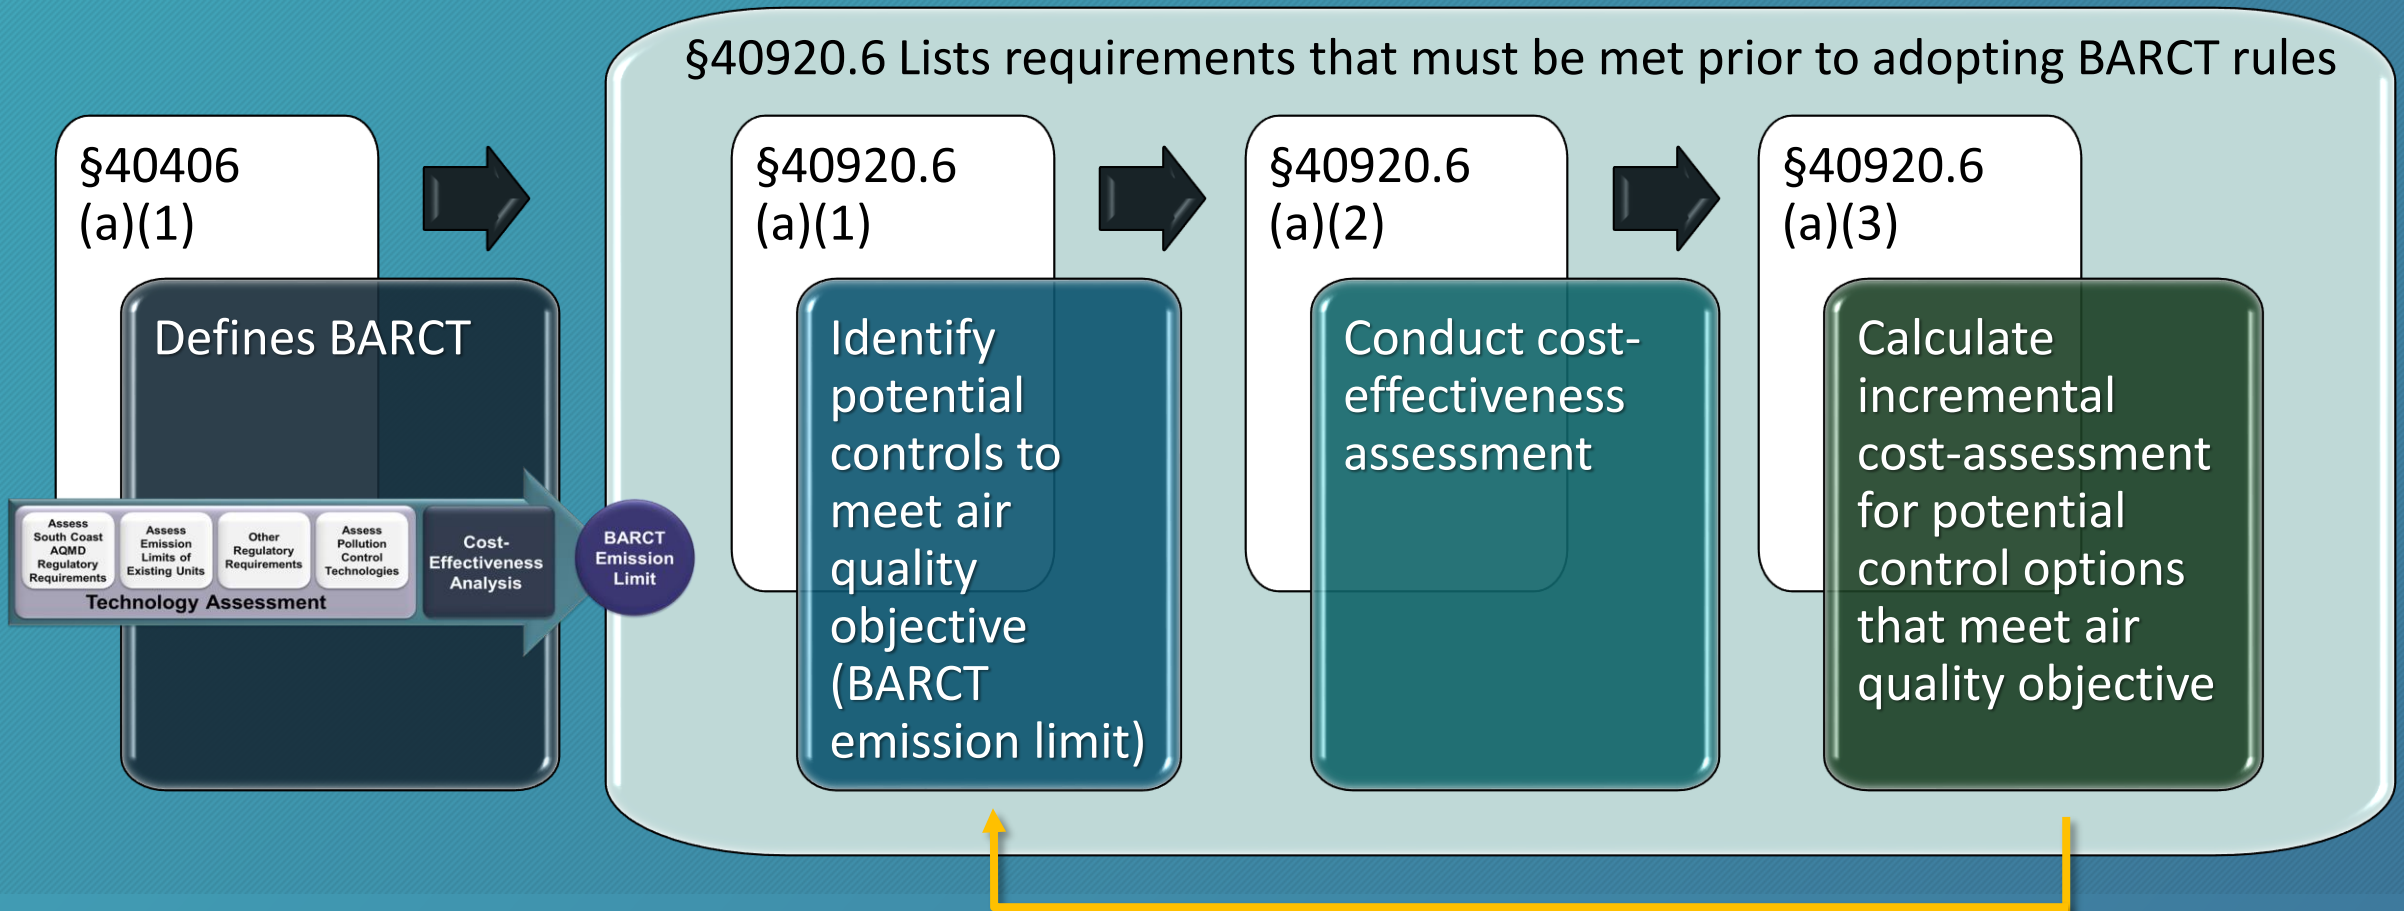 §40920.6 Lists requirements that must be met prior to adopting BARCT rules
§40406
(a)(1)
Defines BARCT
Assess
South Coast
AQMD
Regulatory
Requirements
Assess
Emission
Limits of
Existing Units
Other
Regulatory
Requirements
Assess
Pollution
Control
Technologies
Technology Assessment
Cost-
Effectiveness
Analysis
BARCT
Emission
Limit
§40920.6
(a)(1)
Identify
potential
controls to
meet air
quality
objective
(BARCT
emission limit)
§40920.6
(a)(2)
Conduct cost-
effectiveness
assessment
§40920.6
(a)(3)
Calculate
incremental
cost-assessment
for potential
control options
that meet air
quality objective